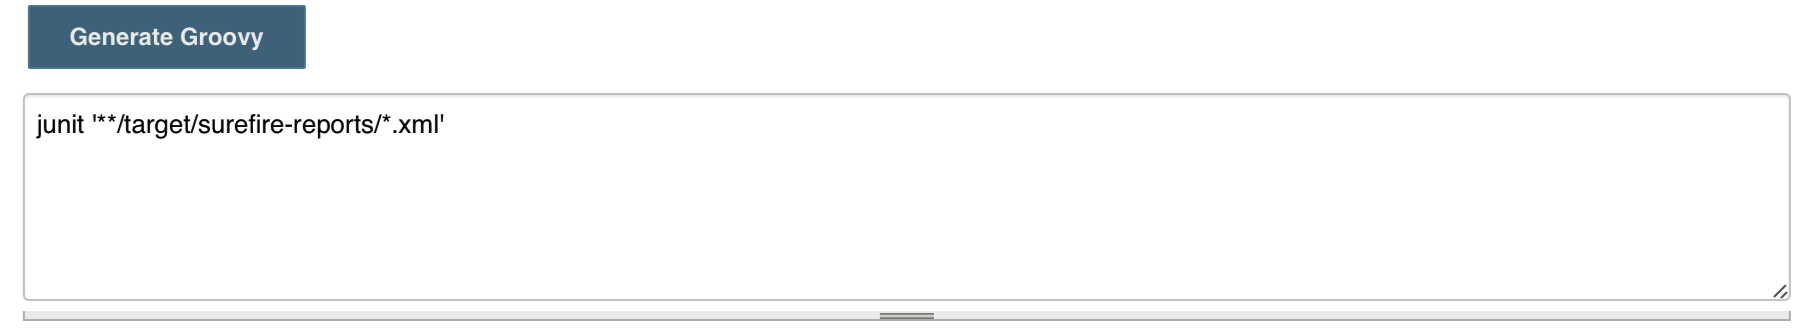 Generate Groovy
junit '**/target/surefire-reports/*.xml'